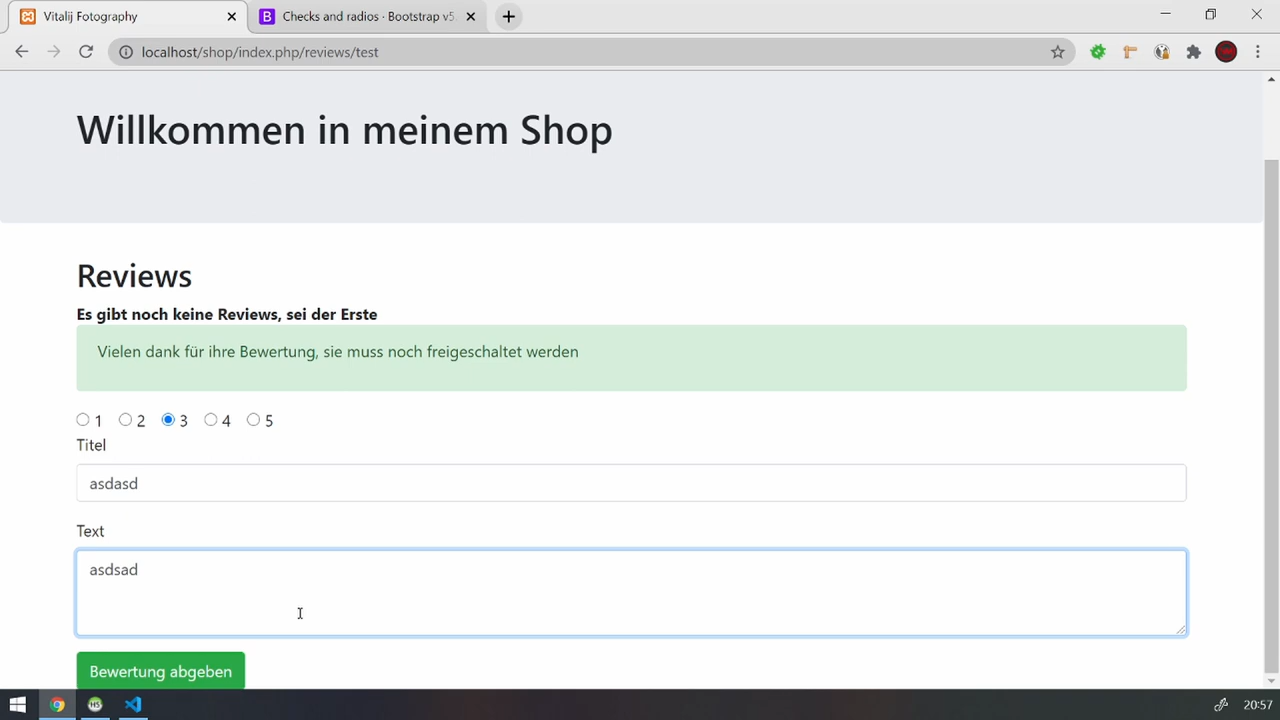 Vitalij Fotography
Checks and radios · Bootstrap v5.
localhost/shop/index.php/reviews/test
Willkommen in meinem Shop
Reviews
Es gibt noch keine Reviews, sei der Erste
Vielen dank für ihre Bewertung, sie muss noch freigeschaltet werden
1 2 3 4 5
Titel
asdasd
Text
asdsad
Bewertung abgeben
20:57